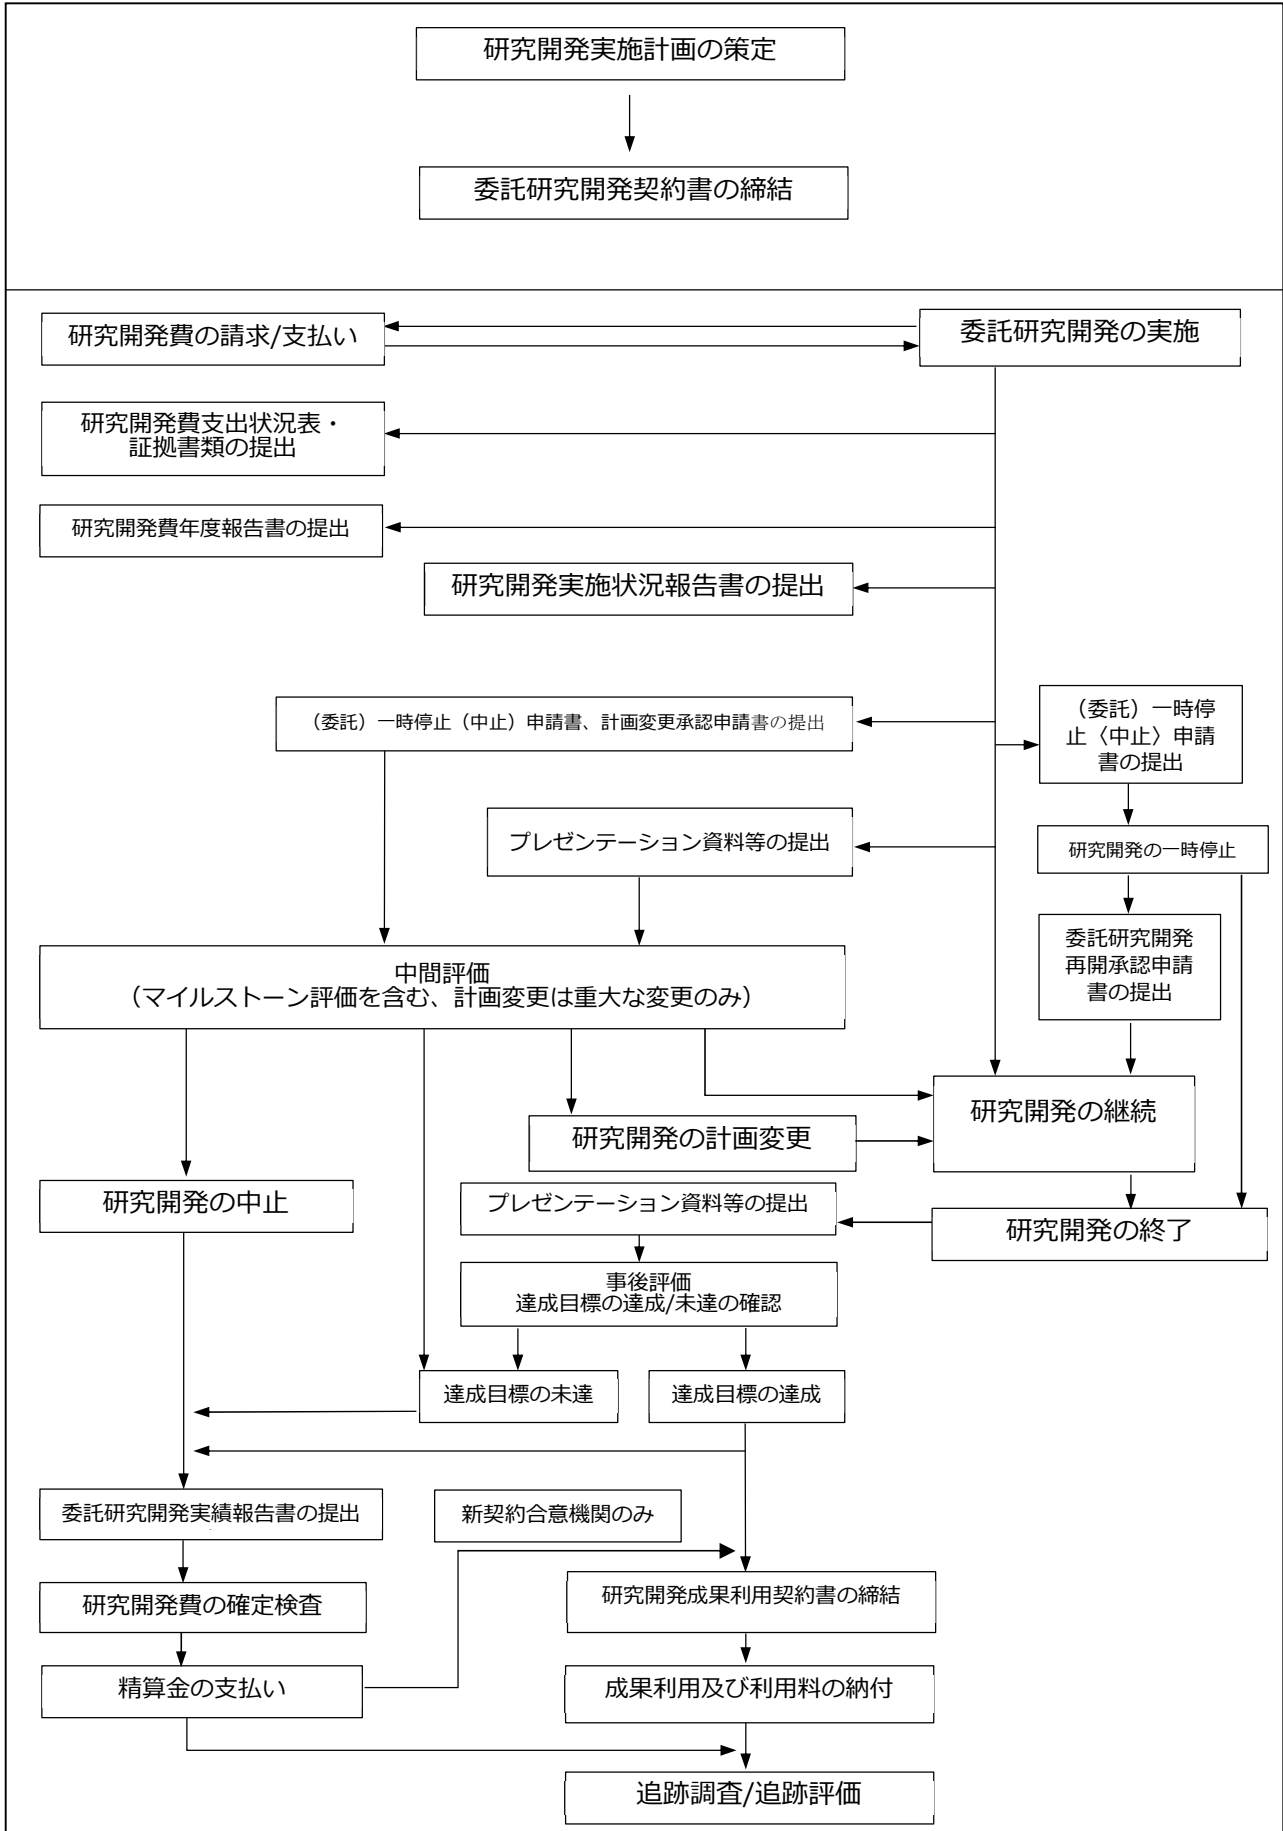 研究開発実施計画の策定
委託研究開発契約書の締結
研究開発費の請求/支払い
委託研究開発の実施
研究開発費支出状況表・
証拠書類の提出
研究開発費年度報告書の提出
研究開発実施状況報告書の提出
（委託）一時停止（中止）申請書、計画変更承認申請書の提出
（委託）一時停
止〈中止〉申請
書の提出
プレゼンテーション資料等の提出
研究開発の一時停止
委託研究開発
再開承認申請
書の提出
中間評価
（マイルストーン評価を含む、計画変更は重大な変更のみ）
研究開発の継続
研究開発の計画変更
研究開発の中止
プレゼンテーション資料等の提出
研究開発の終了
事後評価
達成目標の達成/未達の確認
達成目標の未達
達成目標の達成
委託研究開発実績報告書の提出
新契約合意機関のみ
研究開発費の確定検査
研究開発成果利用契約書の締結
精算金の支払い
成果利用及び利用料の納付
追跡調査/追跡評価